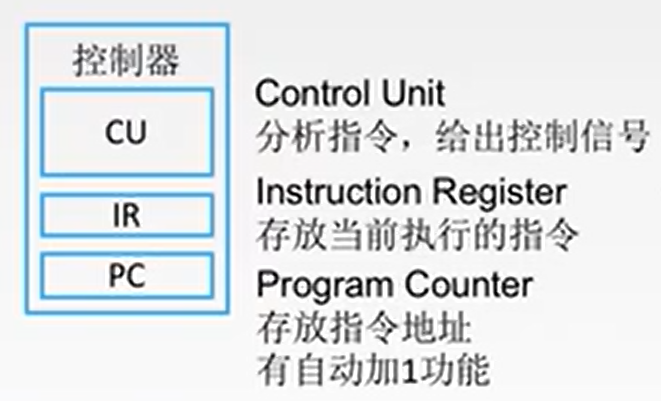 控制器
CU
Control Unit
分析指令，给出控制信号
IR
Instruction Register
存放当前执行的指令
PC
Program Counter
存放指令地址
有自动加1功能